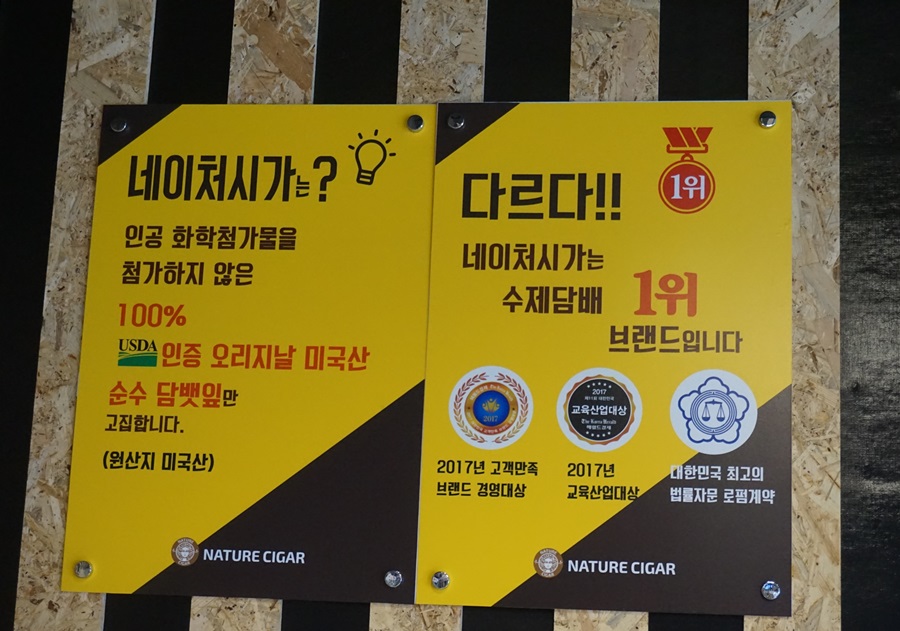 네이처시가는?
인공 화학첨가물을
첨가하지 않은
100%
USDA 인증 오리지날 미국산
순수 담뱃잎만
고집합니다.
(원산지 미국산)
NATURE CIGAR
1위
다르다!!
네이처시가는
수제담배 1위
브랜드입니다
2017
2017년 고객만족
브랜드 경영대상
2017
교육산업대상
2017년
교육산업대상
대한민국 최고의
법률자문 로펌계약
NATURE CIGAR